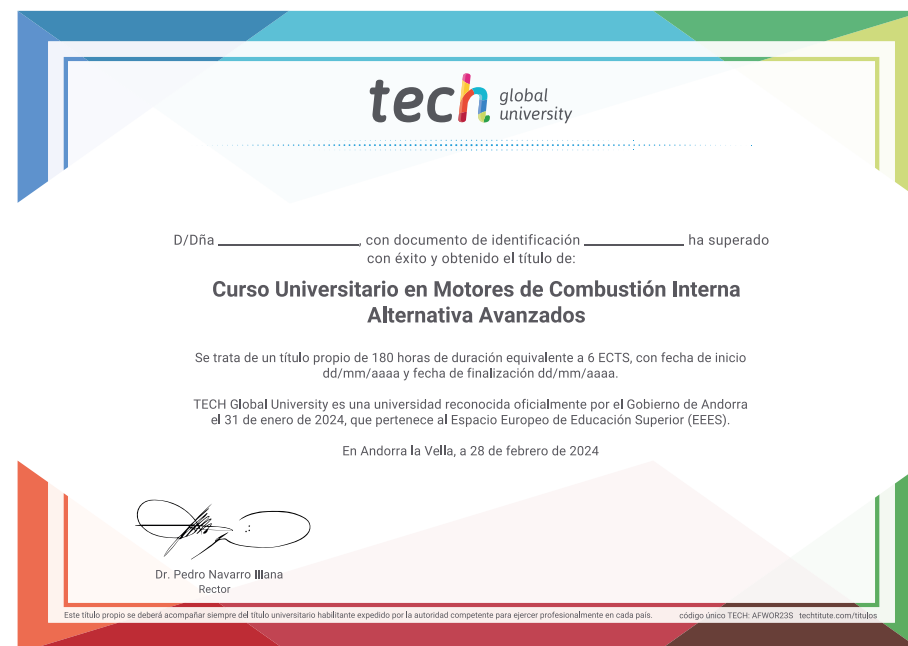 tech global
university
D/Dña ____________________, con documento de identificación ______________ ha superado
con éxito y obtenido el título de:
Curso Universitario en Motores de Combustión Interna
Alternativa Avanzados
Se trata de un título propio de 180 horas de duración equivalente a 6 ECTS, con fecha de inicio
dd/mm/aaaa y fecha de finalización dd/mm/aaaa.
TECH Global University es una universidad reconocida oficialmente por el Gobierno de Andorra
el 31 de enero de 2024, que pertenece al Espacio Europeo de Educación Superior (EEES).
En Andorra la Vella, a 28 de febrero de 2024
Dr. Pedro Navarro Illana
Rector
Este título propio se deberá acompañar siempre del título universitario habilitante expedido por la autoridad competente para ejercer profesionalmente en cada país. código único TECH: AFWOR23S techtitute.com/titulos